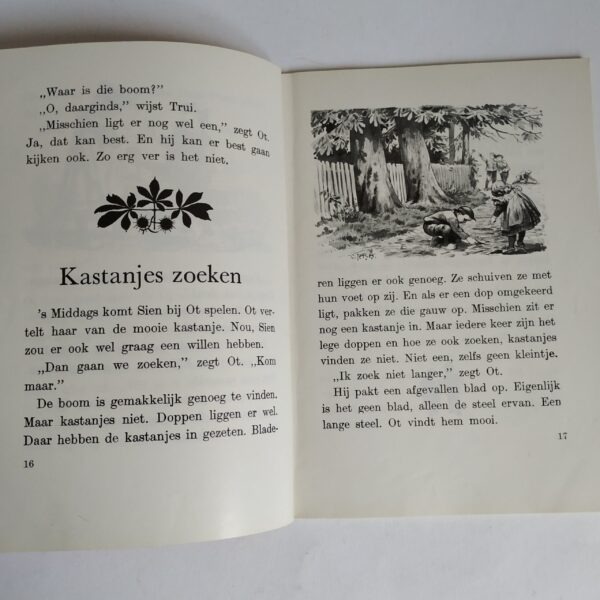 „Waar is die boom?”
„O, daarginds,” wijst Trui.
„Misschien ligt er nog wel een,” zegt Ot.
Ja, dat kan best. En hij kan er best gaan
kijken ook. Zo erg ver is het niet.
Kastanjes zoeken
's Middags komt Sien bij Ot spelen. Ot ver-
telt haar van de mooie kastanje. Nou, Sien
zou er ook wel graag een willen hebben.
„Dan gaan we zoeken,” zegt Ot. „Kom
maar.”
De boom is gemakkelijk genoeg te vinden.
Maar kastanjes niet. Doppen liggen er wel.
Daar hebben de kastanjes in gezeten. Blade-
16
ren liggen er ook genoeg. Ze schuiven ze met
hun voet op zij. En als er een dop omgekeerd
ligt, pakken ze die gauw op. Misschien zit er
nog een kastanje in. Maar iedere keer zijn het
lege doppen en hoe ze ook zoeken, kastanjes
vinden ze niet. Niet een, zelfs geen kleintje.
„Ik zoek niet langer,” zegt Ot.
Hij pakt een afgevallen blad op. Eigenlijk
is het geen blad, alleen de steel ervan. Een
lange steel. Ot vindt hem mooi.
17